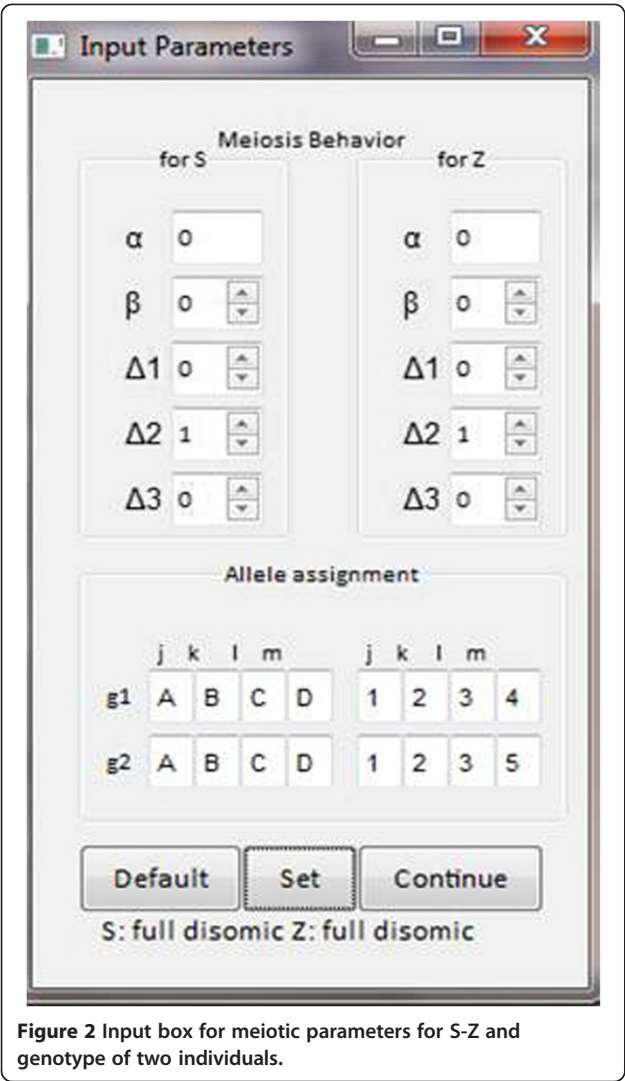 Input Parameters
Meiosis Behavior
for S for Z
α 0 α 0
β 0 β 0
Δ1 0 Δ1 0
Δ2 1 Δ2 1
Δ3 0 Δ3 0
Allele assignment
j k l m j k l m
g1 A B C D 1 2 3 4
g2 A B C D 1 2 3 5
Default Set Continue
S: full disomic Z: full disomic
Figure 2 Input box for meiotic parameters for S-Z and
genotype of two individuals.